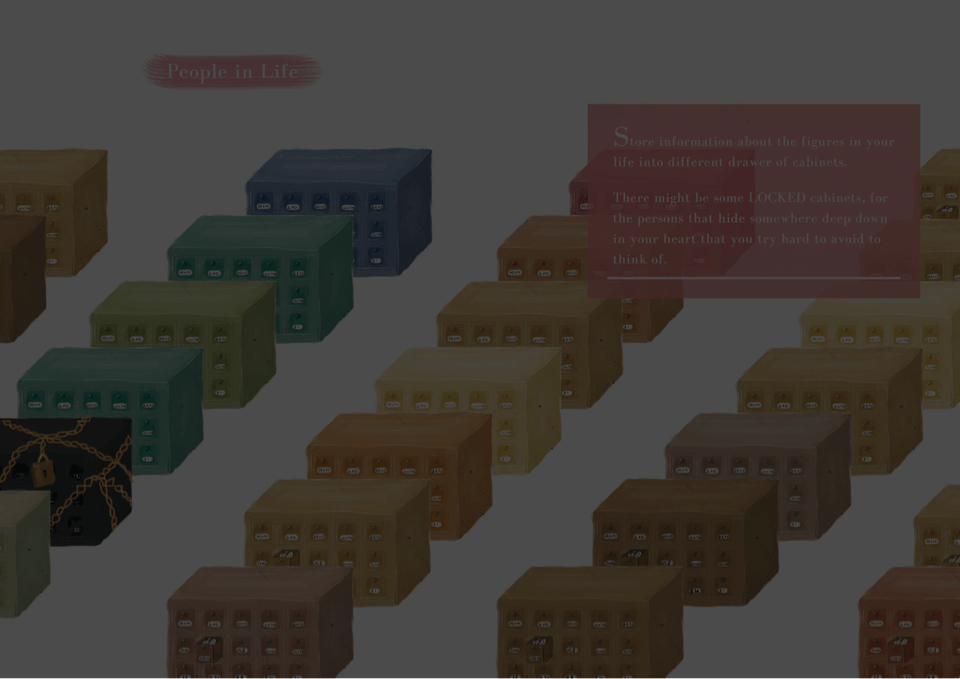 People in Life
Store information about the figures in your
life into different drawer of cabinets.
There might be some LOCKED cabinets, for
the persons that hide somewhere deep down
in your heart that you try hard to avoid to
think of.